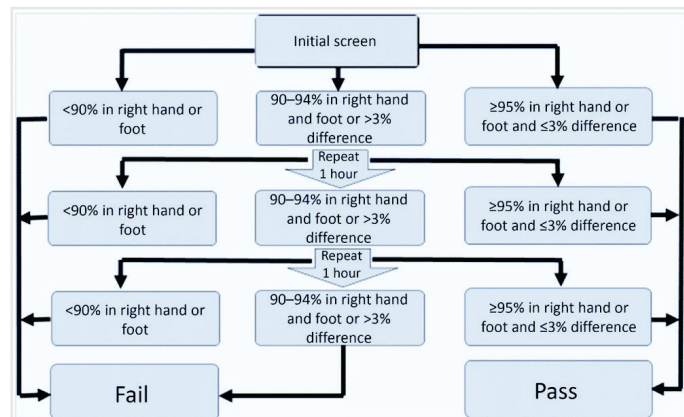 Initial screen
<90% in right hand or
foot
90–94% in right hand
and foot or >3%
difference
≥95% in right hand or
foot and ≤3% difference
Repeat
1 hour
<90% in right hand or
foot
90–94% in right hand
and foot or >3%
difference
≥95% in right hand or
foot and ≤3% difference
Repeat
1 hour
<90% in right hand or
foot
90–94% in right hand
and foot or >3%
difference
≥95% in right hand or
foot and ≤3% difference
Fail
Pass